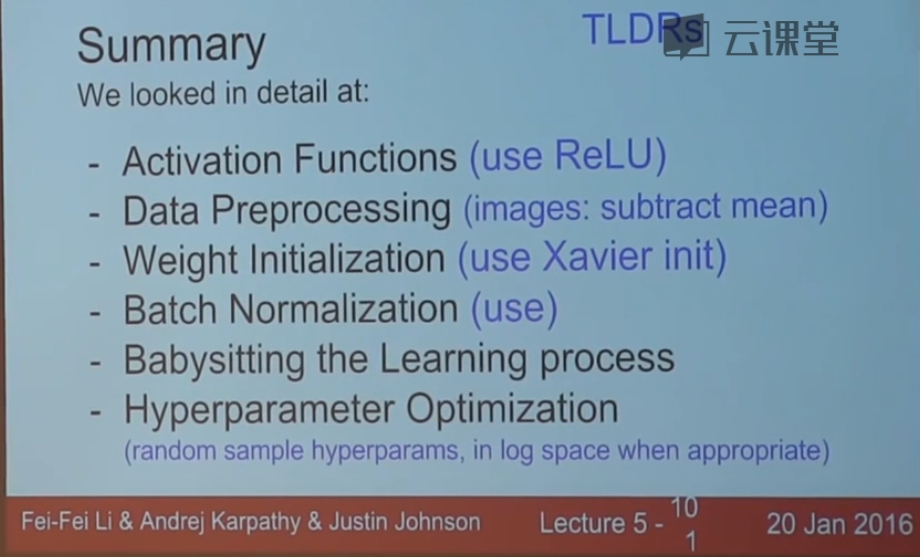 Summary
TLDRs
云课堂
We looked in detail at:
- Activation Functions (use ReLU)
- Data Preprocessing (images: subtract mean)
- Weight Initialization (use Xavier init)
- Batch Normalization (use)
- Babysitting the Learning process
- Hyperparameter Optimization
(random sample hyperparams, in log space when appropriate)
Fei-Fei Li & Andrej Karpathy & Justin Johnson
Lecture 5 -
10
1
20 Jan 2016